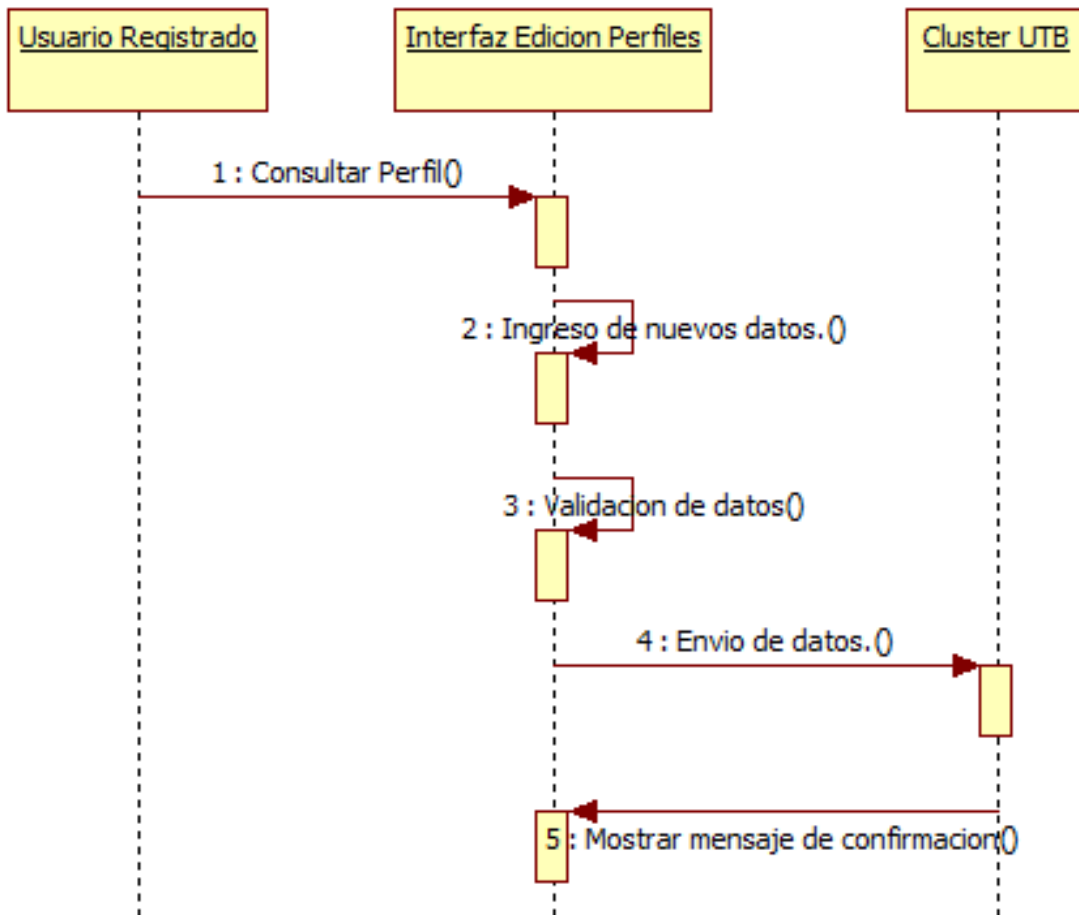 Usuario Registrado
Interfaz Edicion Perfiles
Cluster UTB
1 : Consultar Perfil()
2 : Ingreso de nuevos datos.()
3 : Validacion de datos()
4 : Envio de datos.()
5 : Mostrar mensaje de confirmacion()